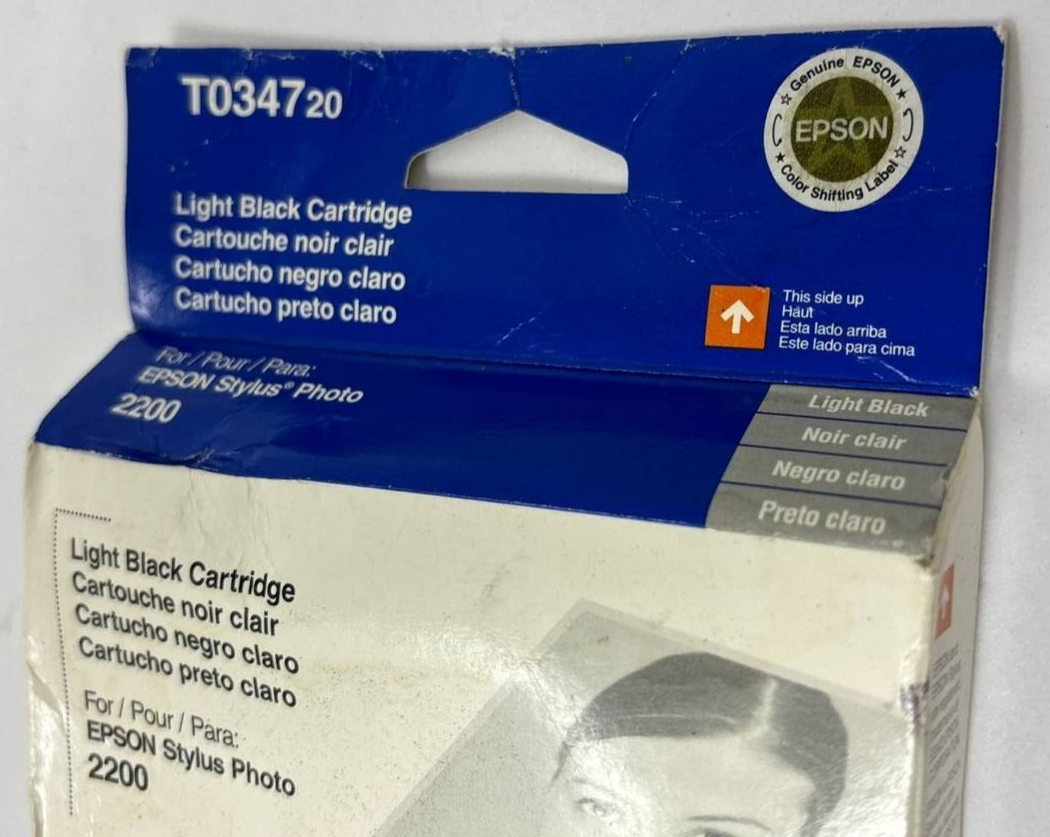 T034720
Genuine EPSON
EPSON
Color Shifting Label
Light Black Cartridge
Cartouche noir clair
Cartucho negro claro
Cartucho preto claro
This side up
Haut
Esta lado arriba
Este lado para cima
For / Pour / Para:
EPSON Stylus® Photo
2200
Light Black
Noir clair
Negro claro
Preto claro
Light Black Cartridge
Cartouche noir clair
Cartucho negro claro
Cartucho preto claro
For / Pour / Para:
EPSON Stylus Photo
2200